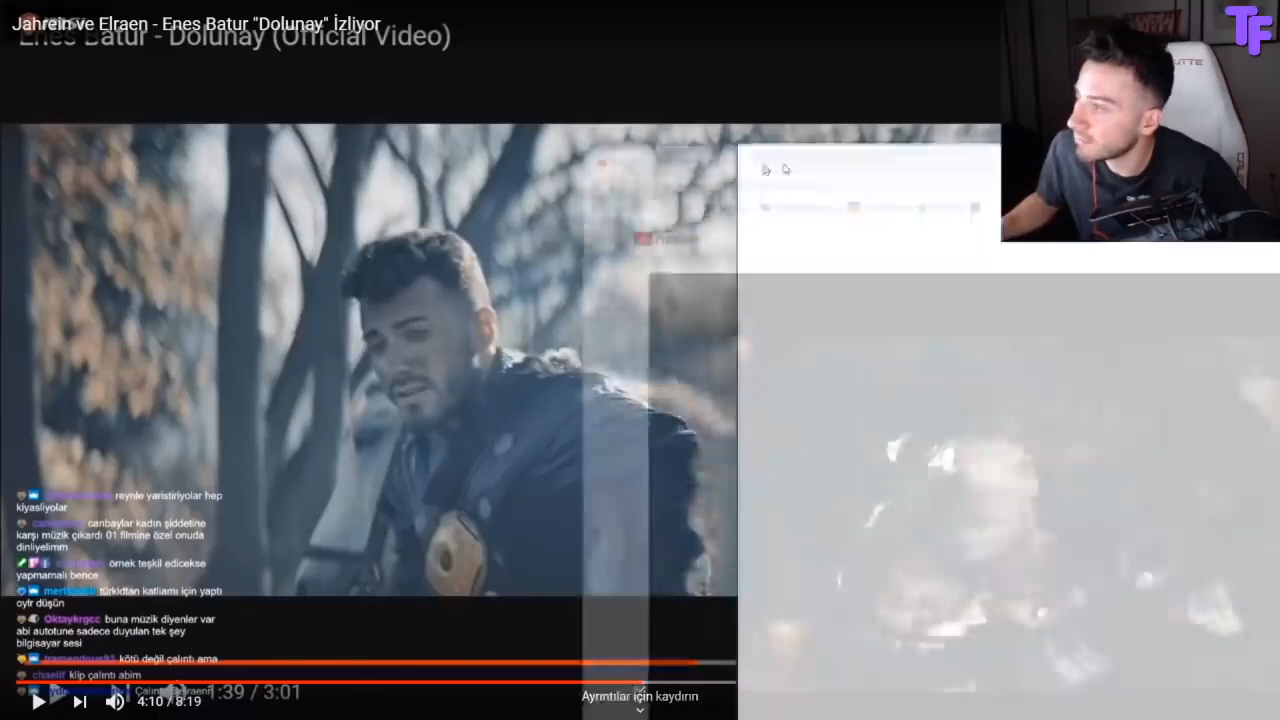 Jahrein ve Elraen - Enes Batur "Dolunay" İzliyor
Enes Batur - Dolunay (Official Video)
TF
reynle yaristiriyolar hep
kiyasliyolar
canbaylar kadın şiddetine
karşı müzik çıkardı 01 filmine özel onuda
dinliyelimm
örnek teşkil edicekse
yapmamalı bence
türkidtan katliamı için yaptı
oylr düşün
Oktaykrgcc buna müzik diyenler var
abi autotune sadece duyulan tek şey
bilgisayar sesi
kötü değil çalıntı ama
chaelif klip çalıntı abim
1:39 / 3:01
Ayrıntılar için kaydırın
4:10 / 8:19